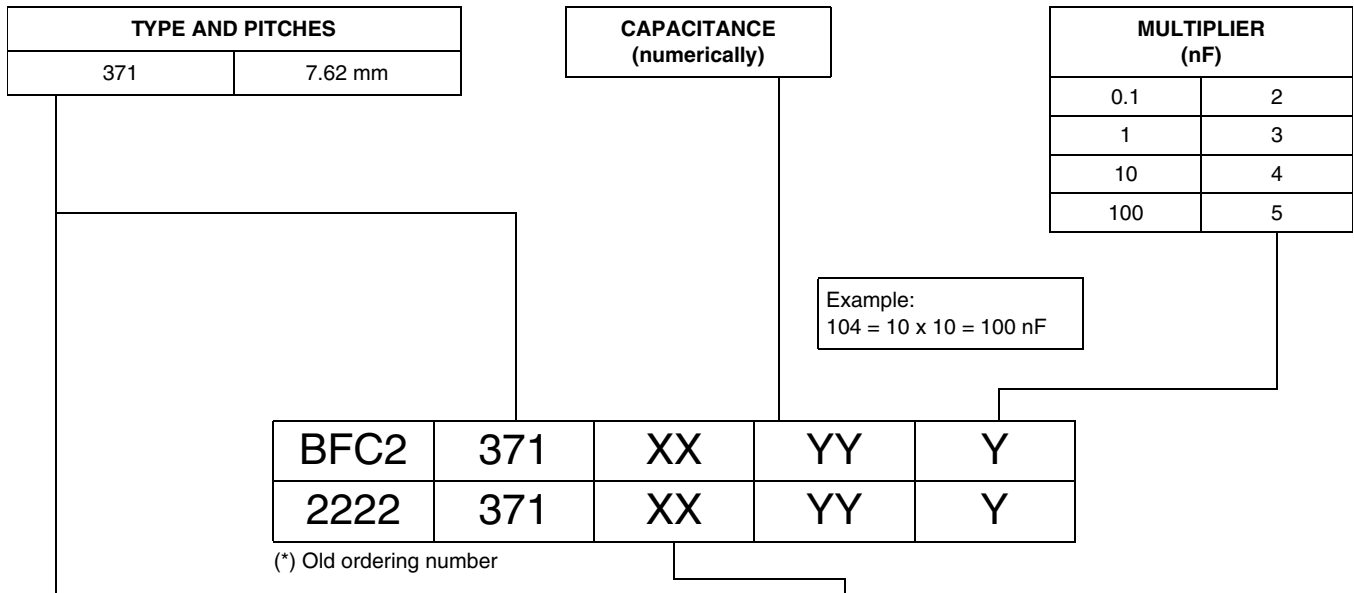 TYPE AND PITCHES
371 7.62 mm
CAPACITANCE
(numerically)
MULTIPLIER
(nF)
0.1 2
1 3
10 4
100 5
Example:
104 = 10 x 10 = 100 nF
BFC2 371 XX YY Y
2222 371 XX YY Y
(*) Old ordering number